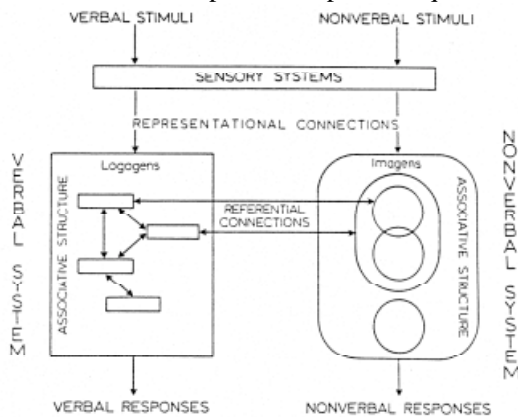 VERBAL STIMULI
NONVERBAL STIMULI
SENSORY SYSTEMS
REPRESENTATIONAL CONNECTIONS
VERBAL SYSTEM
Logogens
ASSOCIATIVE STRUCTURE
REFERENTIAL
CONNECTIONS
Imagens
ASSOCIATIVE STRUCTURE
NONVERBAL SYSTEM
VERBAL RESPONSES
NONVERBAL RESPONSES